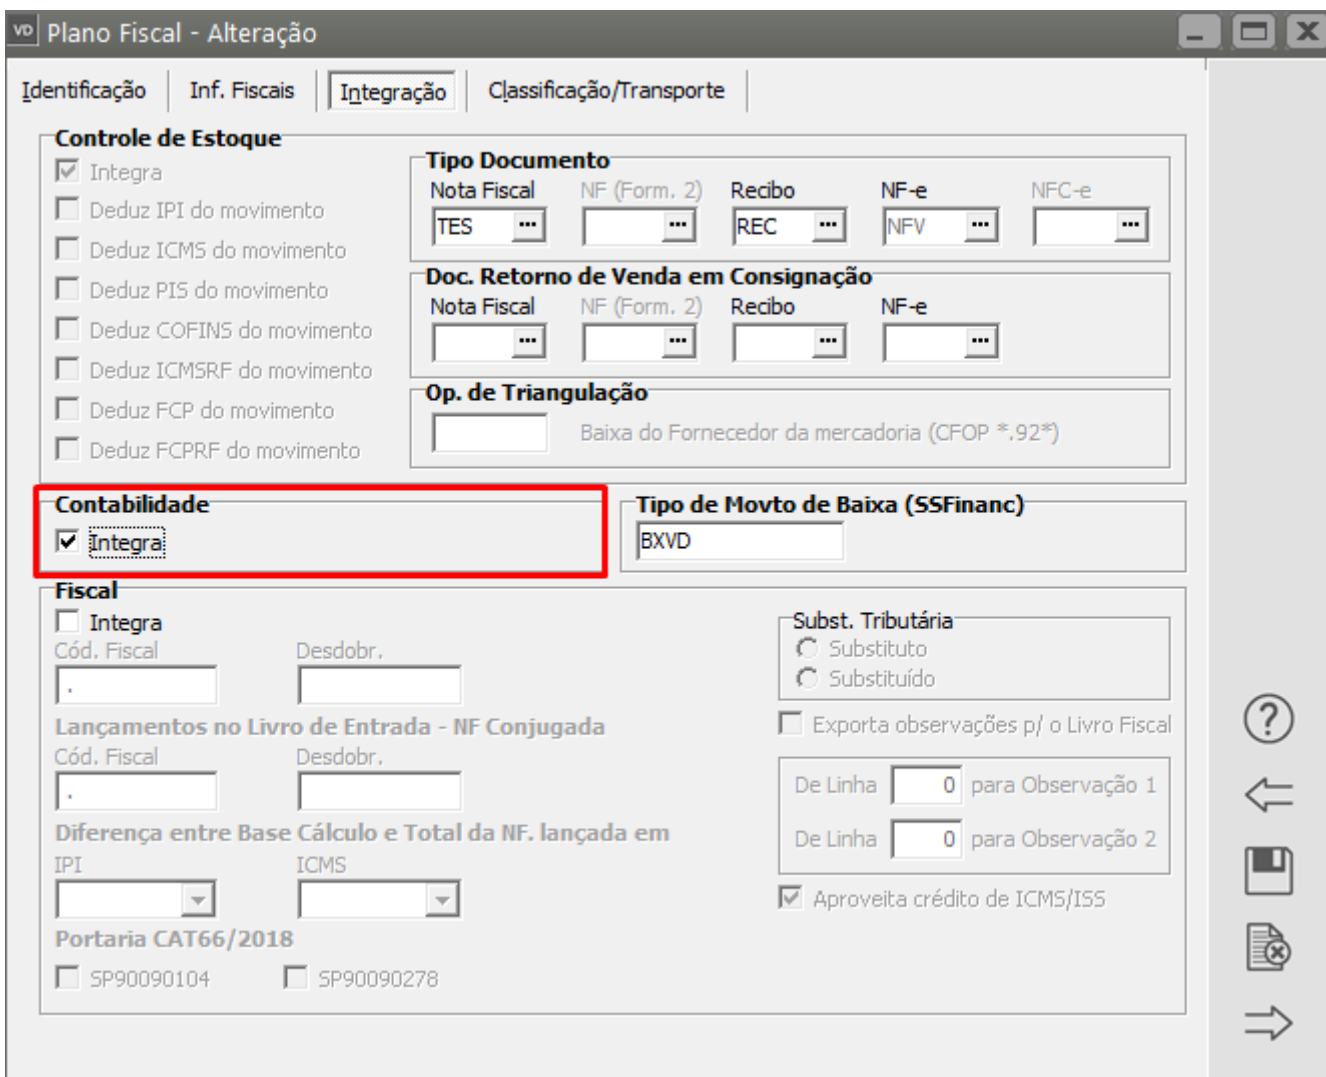 VD Plano Fiscal - Alteração
Identificação Inf. Fiscais Integração Classificação/Transporte
Controle de Estoque
Integra
Deduz IPI do movimento
Deduz ICMS do movimento
Deduz PIS do movimento
Deduz COFINS do movimento
Deduz ICMSRF do movimento
Deduz FCP do movimento
Deduz FCPRF do movimento
Tipo Documento
Nota Fiscal NF (Form. 2) Recibo NF-e NFC-e
TES ... ... REC ... NFV ... ...
Doc. Retorno de Venda em Consignação
Nota Fiscal NF (Form. 2) Recibo NF-e
... ... ... ...
Op. de Triangulação
Baixa do Fornecedor da mercadoria (CFOP *.92*)
Contabilidade
Integra
Tipo de Movto de Baixa (SSFinanc)
BXVD
Fiscal
Integra
Cód. Fiscal Desdobr.
.
Lançamentos no Livro de Entrada - NF Conjugada
Cód. Fiscal Desdobr.
.
Diferença entre Base Cálculo e Total da NF. lançada em
IPI ICMS
Portaria CAT66/2018
SP90090104 SP90090278
Subst. Tributária
Substituto
Substituído
Exporta observações p/ o Livro Fiscal
De Linha 0 para Observação 1
De Linha 0 para Observação 2
Aproveita crédito de ICMS/ISS
?